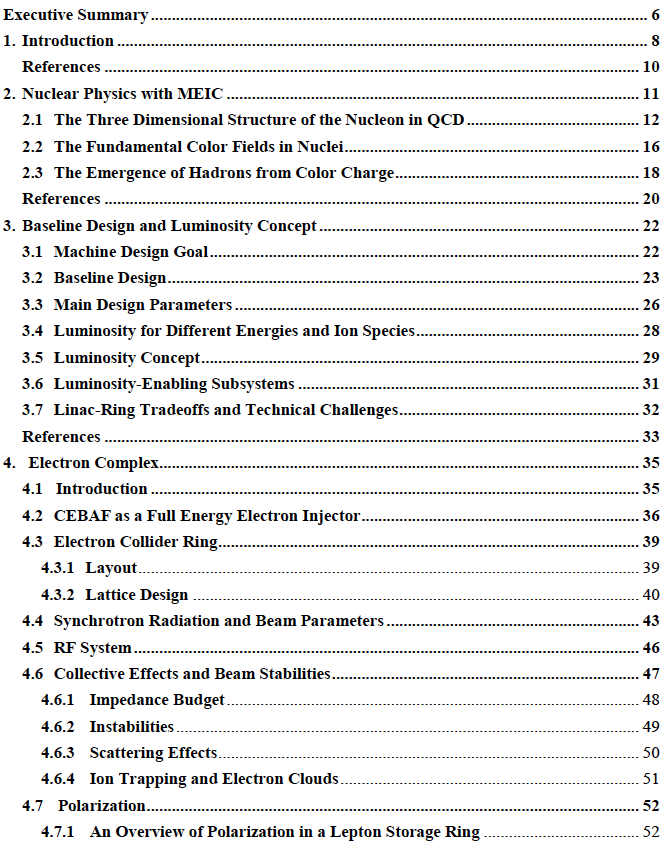 Executive Summary ... 6
1. Introduction ... 8
References ... 10
2. Nuclear Physics with MEIC ... 11
2.1 The Three Dimensional Structure of the Nucleon in QCD ... 12
2.2 The Fundamental Color Fields in Nuclei ... 16
2.3 The Emergence of Hadrons from Color Charge ... 18
References ... 20
3. Baseline Design and Luminosity Concept ... 22
3.1 Machine Design Goal ... 22
3.2 Baseline Design ... 23
3.3 Main Design Parameters ... 26
3.4 Luminosity for Different Energies and Ion Species ... 28
3.5 Luminosity Concept ... 29
3.6 Luminosity-Enabling Subsystems ... 31
3.7 Linac-Ring Tradeoffs and Technical Challenges ... 32
References ... 33
4. Electron Complex ... 35
4.1 Introduction ... 35
4.2 CEBAF as a Full Energy Electron Injector ... 36
4.3 Electron Collider Ring ... 39
4.3.1 Layout ... 39
4.3.2 Lattice Design ... 40
4.4 Synchrotron Radiation and Beam Parameters ... 43
4.5 RF System ... 46
4.6 Collective Effects and Beam Stabilities ... 47
4.6.1 Impedance Budget ... 48
4.6.2 Instabilities ... 49
4.6.3 Scattering Effects ... 50
4.6.4 Ion Trapping and Electron Clouds ... 51
4.7 Polarization ... 52
4.7.1 An Overview of Polarization in a Lepton Storage Ring ... 52